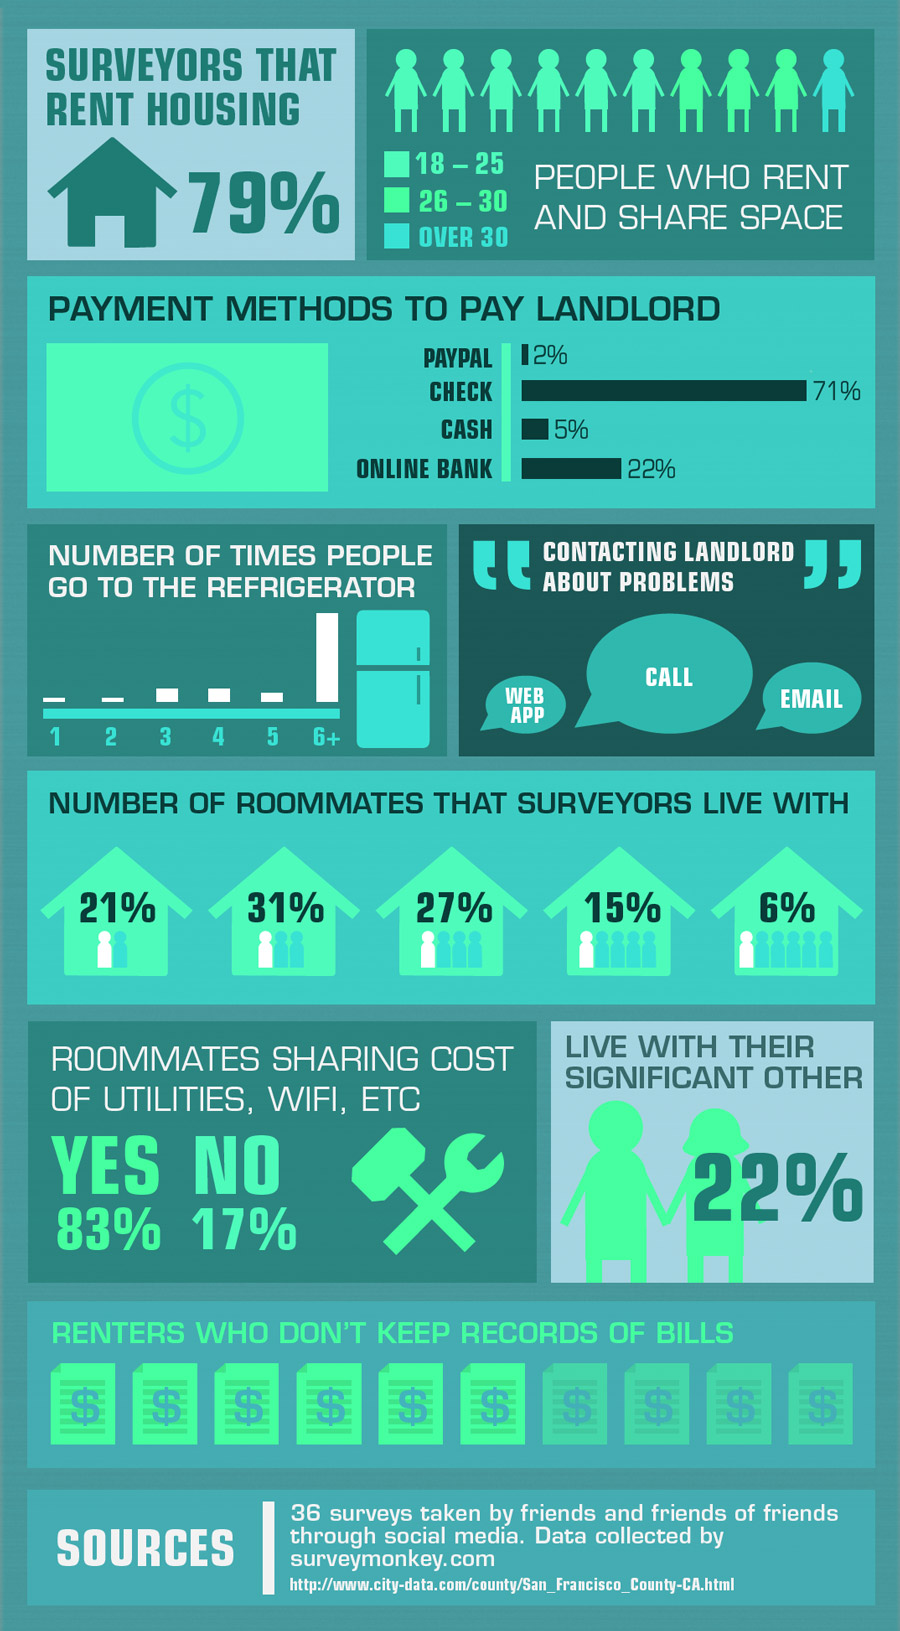 SURVEYORS THAT
RENT HOUSING
79%
18 – 25
26 – 30
OVER 30
PEOPLE WHO RENT
AND SHARE SPACE
PAYMENT METHODS TO PAY LANDLORD
$
PAYPAL 2%
CHECK 71%
CASH 5%
ONLINE BANK 22%
NUMBER OF TIMES PEOPLE
GO TO THE REFRIGERATOR
1 2 3 4 5 6+
CONTACTING LANDLORD
ABOUT PROBLEMS
WEB
APP
CALL
EMAIL
NUMBER OF ROOMMATES THAT SURVEYORS LIVE WITH
21% 31% 27% 15% 6%
ROOMMATES SHARING COST
OF UTILITIES, WIFI, ETC
YES NO
83% 17%
LIVE WITH THEIR
SIGNIFICANT OTHER
22%
RENTERS WHO DON'T KEEP RECORDS OF BILLS
$ $ $ $ $ $ $ $ $ $
SOURCES
36 surveys taken by friends and friends of friends
through social media. Data collected by
surveymonkey.com
http://www.city-data.com/county/San_Francisco_County-CA.html